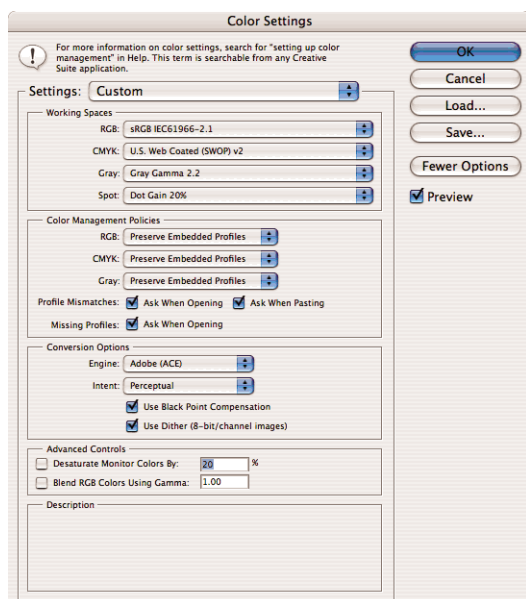 Color Settings
For more information on color settings, search for "setting up color
management" in Help. This term is searchable from any Creative
Suite application.
OK
Cancel
Load...
Save...
Fewer Options
Preview
Settings: Custom
Working Spaces
RGB: sRGB IEC61966-2.1
CMYK: U.S. Web Coated (SWOP) v2
Gray: Gray Gamma 2.2
Spot: Dot Gain 20%
Color Management Policies
RGB: Preserve Embedded Profiles
CMYK: Preserve Embedded Profiles
Gray: Preserve Embedded Profiles
Profile Mismatches: Ask When Opening Ask When Pasting
Missing Profiles: Ask When Opening
Conversion Options
Engine: Adobe (ACE)
Intent: Perceptual
Use Black Point Compensation
Use Dither (8-bit/channel images)
Advanced Controls
Desaturate Monitor Colors By: 20 %
Blend RGB Colors Using Gamma: 1.00
Description